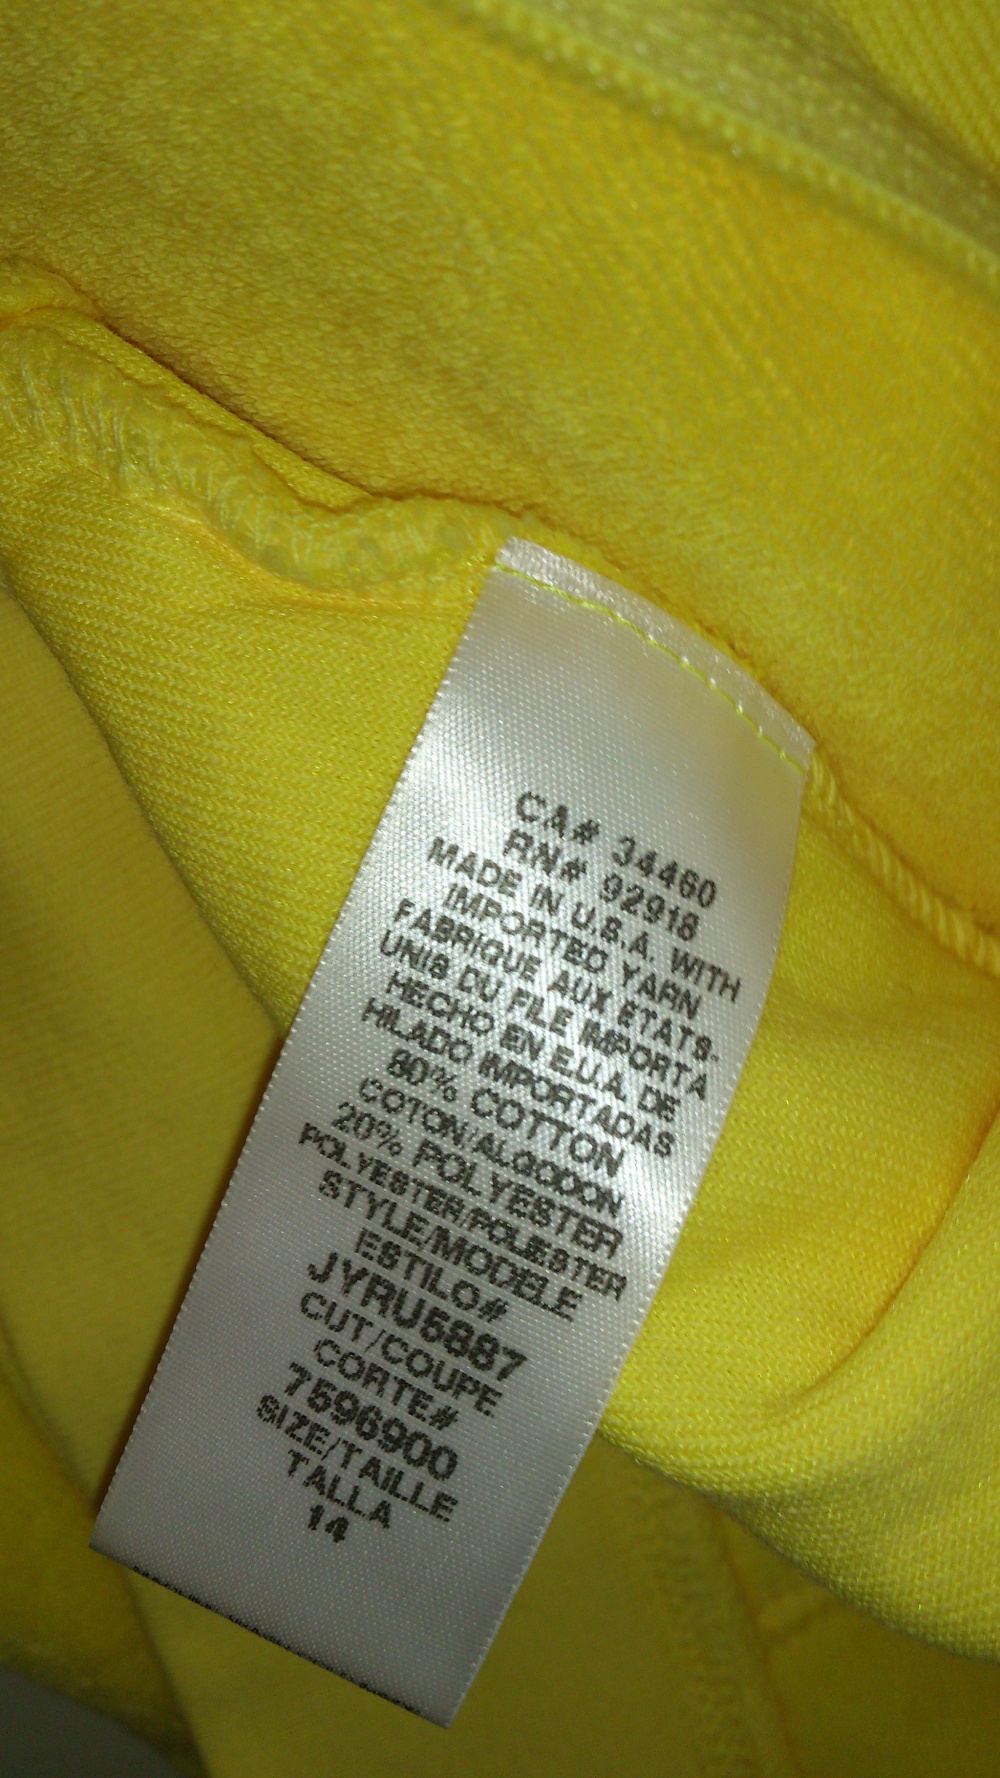 CA# 34460
RN# 92918
MADE IN U.S.A. WITH
IMPORTED YARN
FABRIQUE AUX ETATS-
UNIS DU FILE IMPORTA
HECHO EN E.U.A. DE
HILADO IMPORTADAS
80% COTTON
COTON/ALGODON
20% POLYESTER
POLYESTER/POLIESTER
STYLE/MODELE
ESTILO#
JYRU5887
CUT/COUPE
CORTE#
7596900
SIZE/TAILLE
TALLA
14